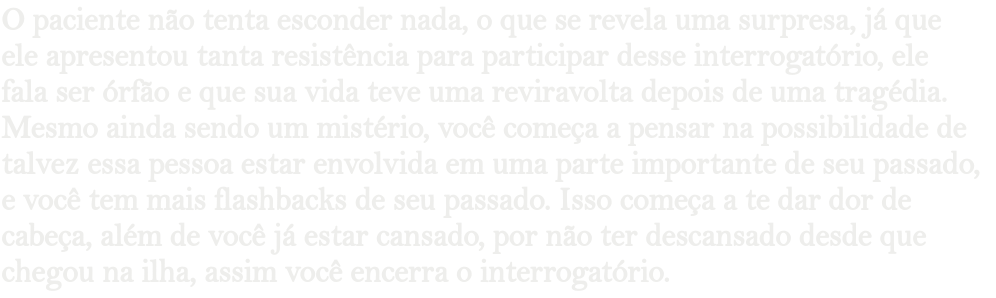 O paciente não tenta esconder nada, o que se revela uma surpresa, já que
ele apresentou tanta resistência para participar desse interrogatório, ele
fala ser órfão e que sua vida teve uma reviravolta depois de uma tragédia.
Mesmo ainda sendo um mistério, você começa a pensar na possibilidade de
talvez essa pessoa estar envolvida em uma parte importante de seu passado,
e você tem mais flashbacks de seu passado. Isso começa a te dar dor de
cabeça, além de você já estar cansado, por não ter descansado desde que
chegou na ilha, assim você encerra o interrogatório.